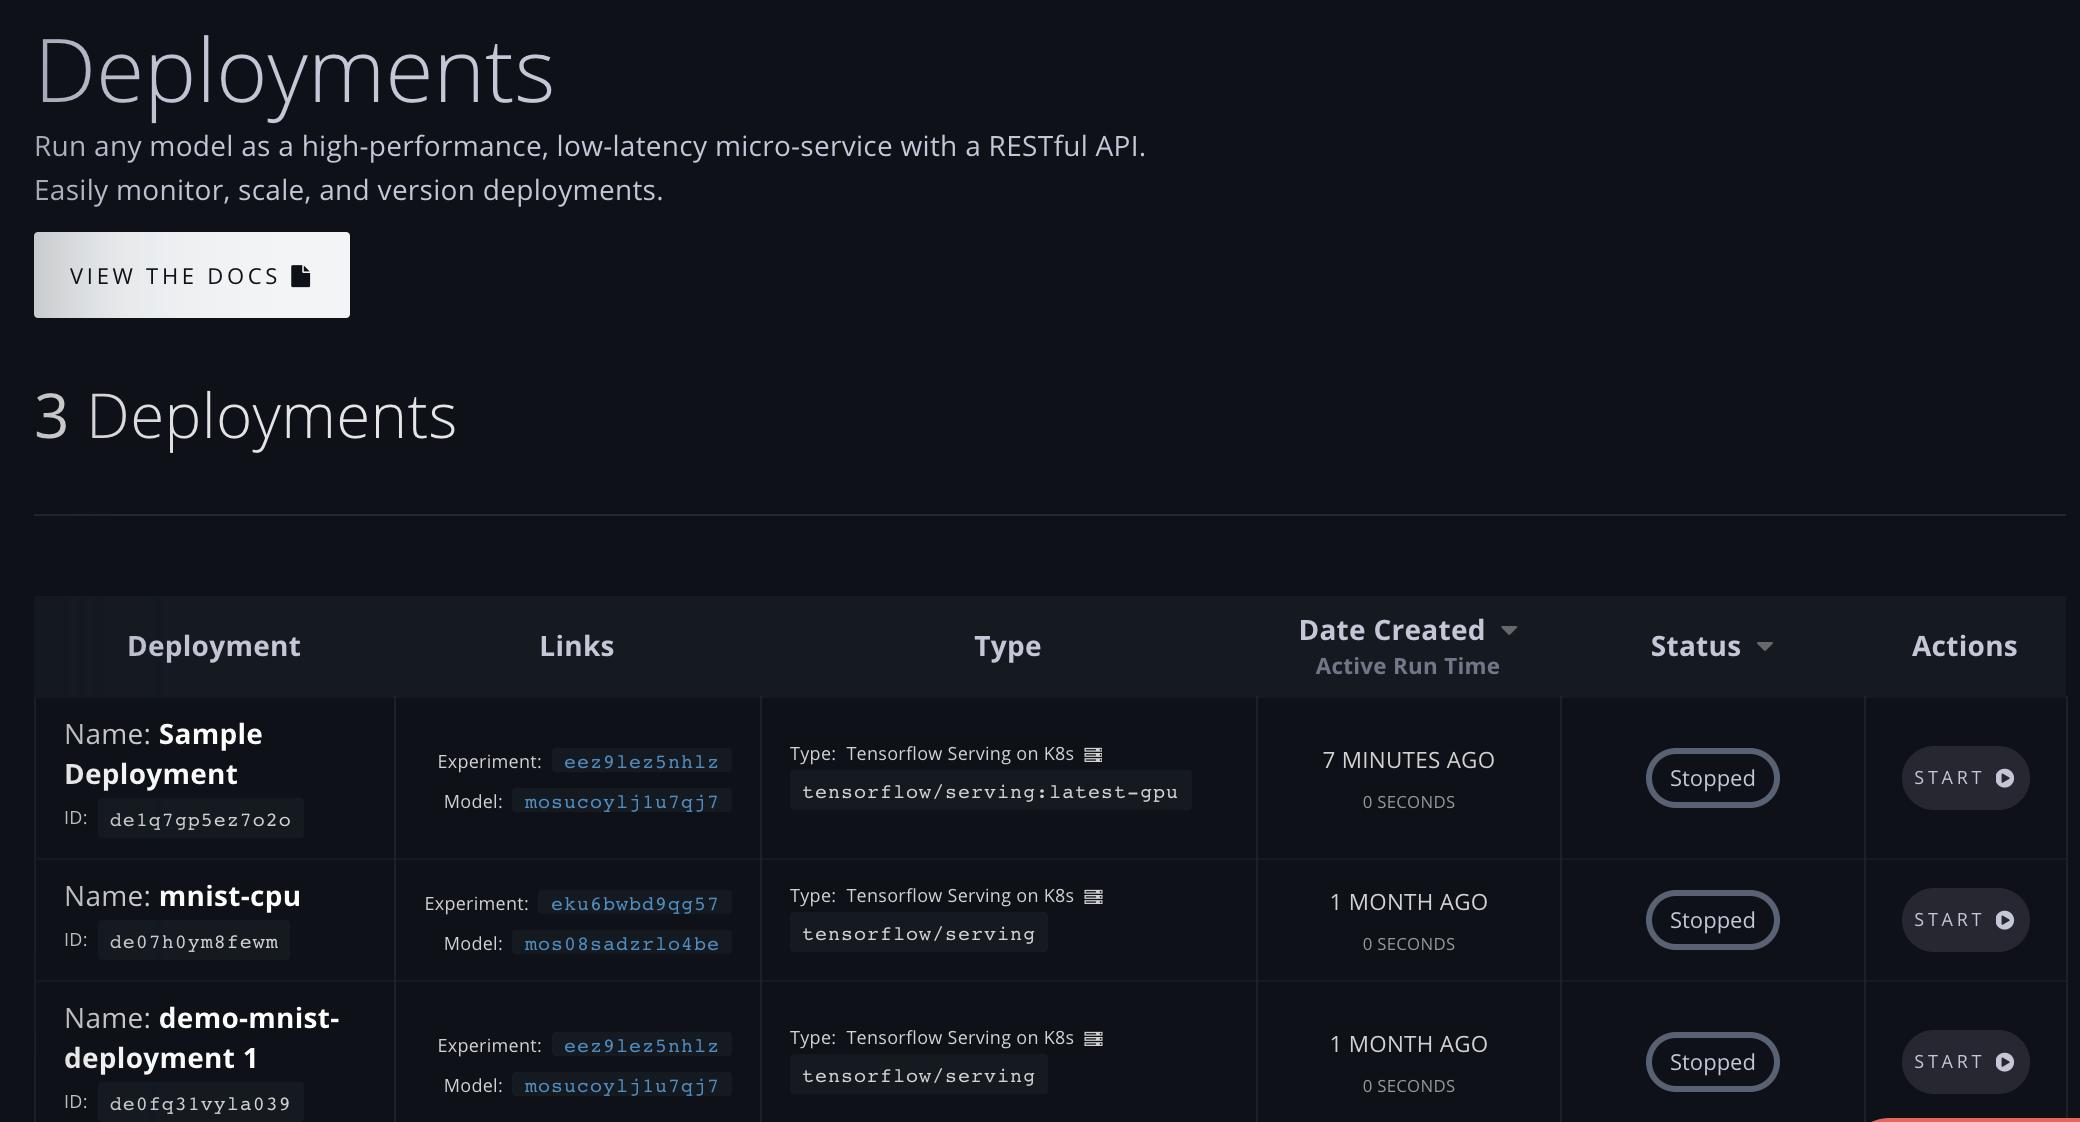 Deployments
Run any model as a high-performance, low-latency micro-service with a RESTful API.
Easily monitor, scale, and version deployments.
VIEW THE DOCS
3 Deployments
Deployment Links Type Date Created Status Actions
Active Run Time
Name: Sample
Deployment
ID: de1q7gp5ez7o2o
Experiment: eez9lez5nhlz
Model: mosucoylj1u7qj7
Type: Tensorflow Serving on K8s
tensorflow/serving:latest-gpu
7 MINUTES AGO
0 SECONDS
Stopped
START
Name: mnist-cpu
ID: de07h0ym8fewm
Experiment: eku6bwbd9qg57
Model: mos08sadzrlo4be
Type: Tensorflow Serving on K8s
tensorflow/serving
1 MONTH AGO
0 SECONDS
Stopped
START
Name: demo-mnist-
deployment 1
ID: de0fq31vyla039
Experiment: eez9lez5nhlz
Model: mosucoylj1u7qj7
Type: Tensorflow Serving on K8s
tensorflow/serving
1 MONTH AGO
0 SECONDS
Stopped
START